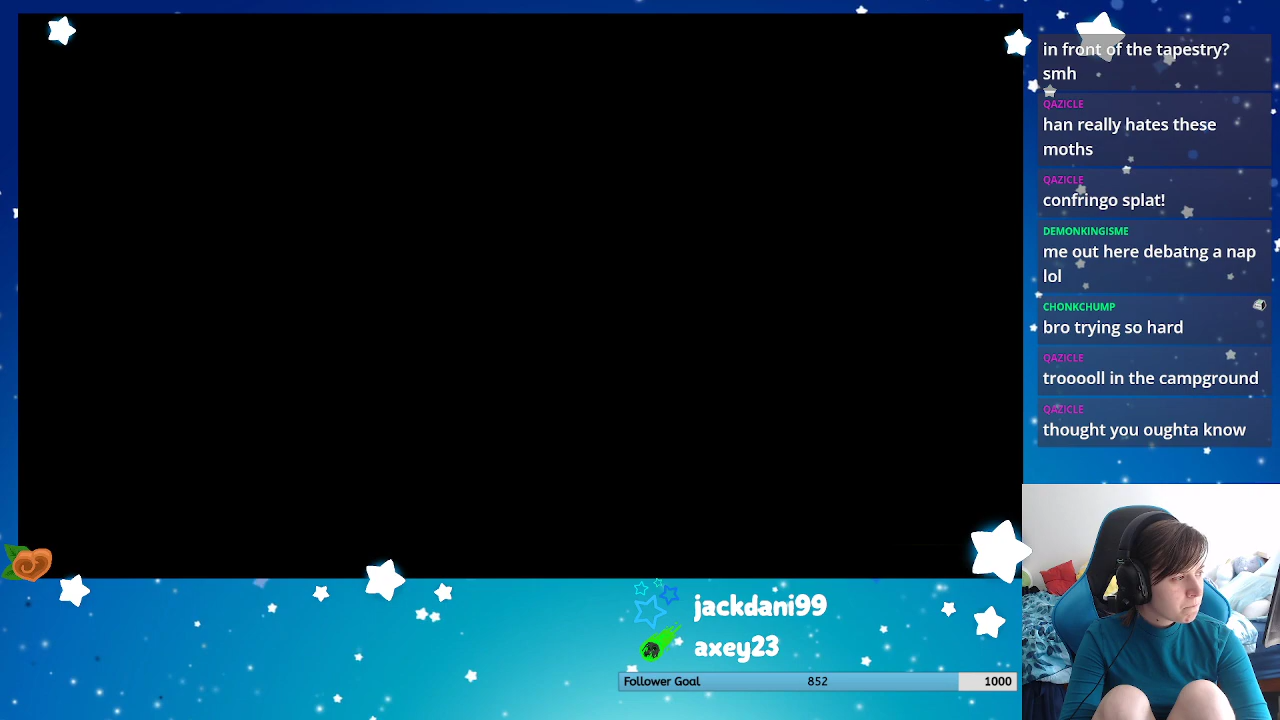 in front of the tapestry?
smh
QAZICLE
han really hates these
moths
QAZICLE
confringo splat!
DEMONKINGISME
me out here debatng a nap
lol
CHONKCHUMP
bro trying so hard
QAZICLE
trooooll in the campground
QAZICLE
thought you oughta know
jackdani99
axey23
Follower Goal 852 1000